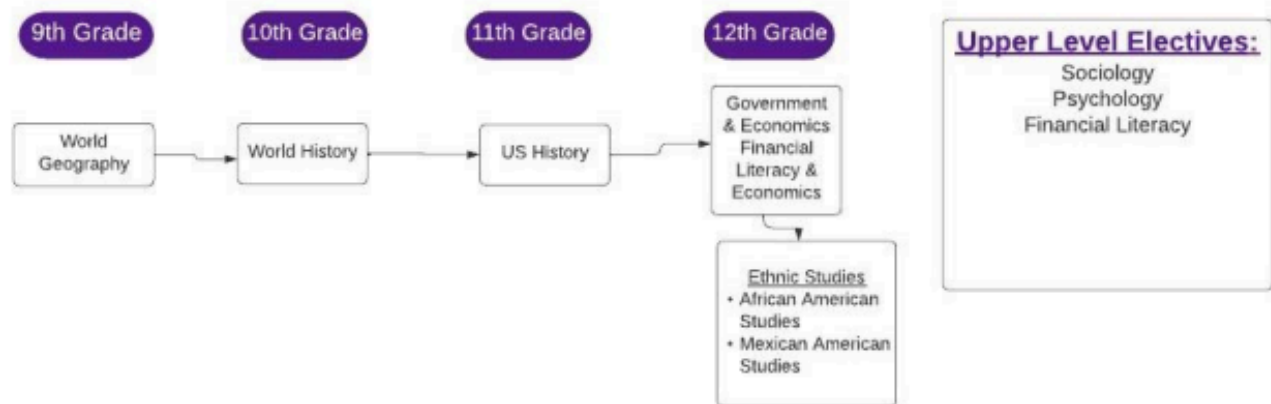 9th Grade
10th Grade
11th Grade
12th Grade
World
Geography
World History
US History
Government
& Economics
Financial
Literacy &
Economics
Ethnic Studies
• African American
Studies
• Mexican American
Studies
Upper Level Electives:
Sociology
Psychology
Financial Literacy